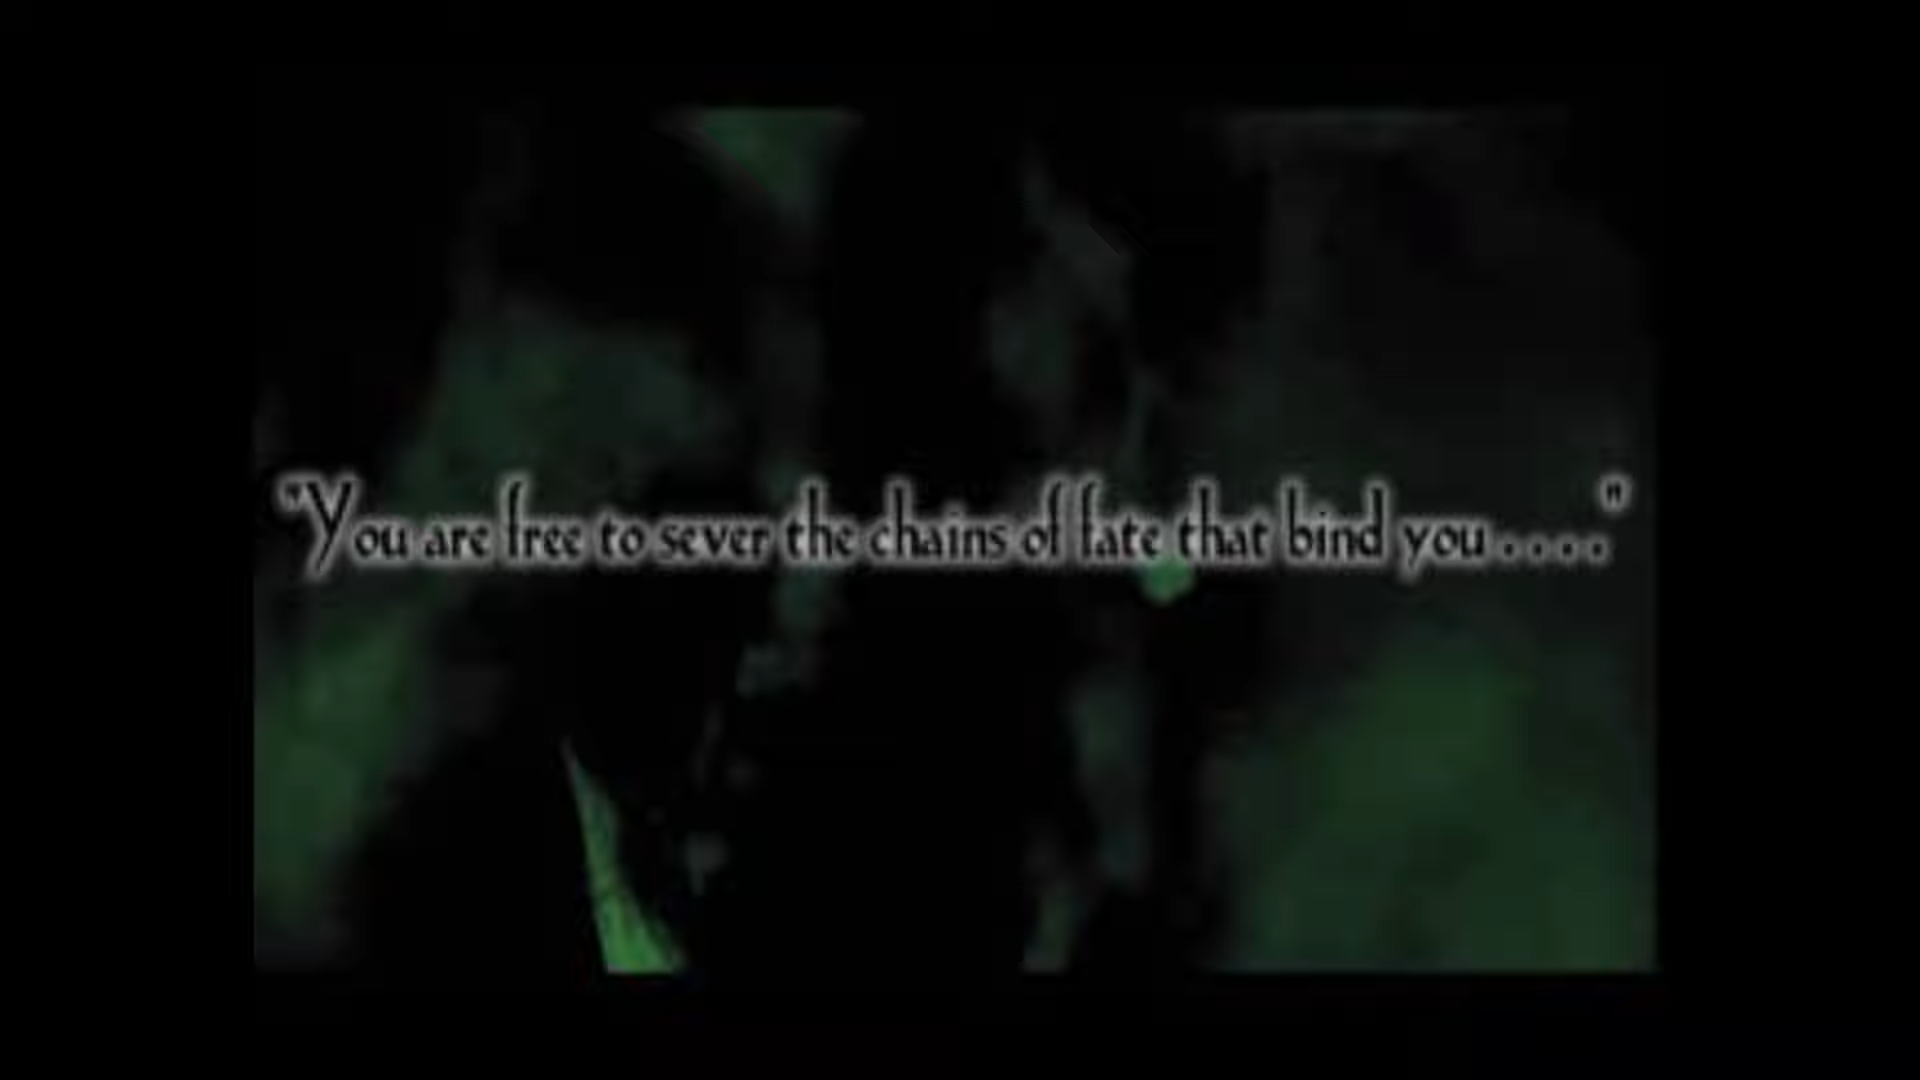 "You are free to sever the chains of fate that bind you...."